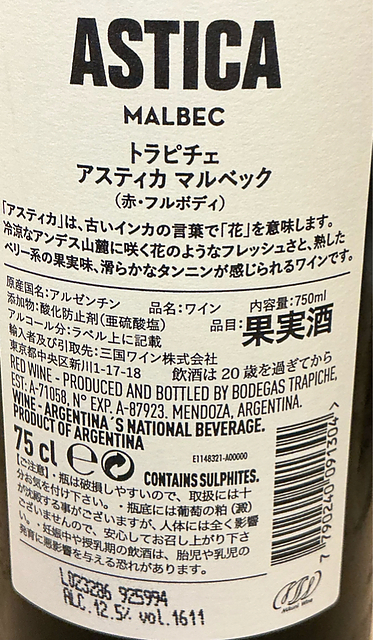 ASTICA
MALBEC
トラピチェ
アスティカ マルベック
(赤・フルボディ)
「アスティカ」は、古いインカの言葉で「花」を意味します。
冷涼なアンデス山麓に咲く花のようなフレッシュさと、熟した
ベリー系の果実味、滑らかなタンニンが感じられるワインです。
原産国名:アルゼンチン 品名:ワイン 内容量:750ml
添加物:酸化防止剤(亜硫酸塩) 品目:果実酒
アルコール分:ラベル上に記載
輸入者及び引取先:三国ワイン株式会社
東京都中央区新川1-17-18 飲酒は20歳を過ぎてから
RED WINE - PRODUCED AND BOTTLED BY BODEGAS TRAPICHE,
EST: A-71058, N° EXP. A-87923. MENDOZA, ARGENTINA.
WINE - ARGENTINA´S NATIONAL BEVERAGE.
PRODUCT OF ARGENTINA
75 cl e
E1148321-A00000
CONTAINS SULPHITES.
【ご注意】・瓶は破損しやすいので、取扱には十
分お気を付け下さい。・瓶底には葡萄の粕(澱)
が沈殿する事がございますが、人体には全く影響
ございませんので、安心してお召し上がり下さ
い。・妊娠中や授乳期の飲酒は、胎児や乳児の
発育に悪影響を与える恐れがあります。
7 790240 091304 >
L023286 925994
ALC.12.5% vol.1611
Mikuni Wine